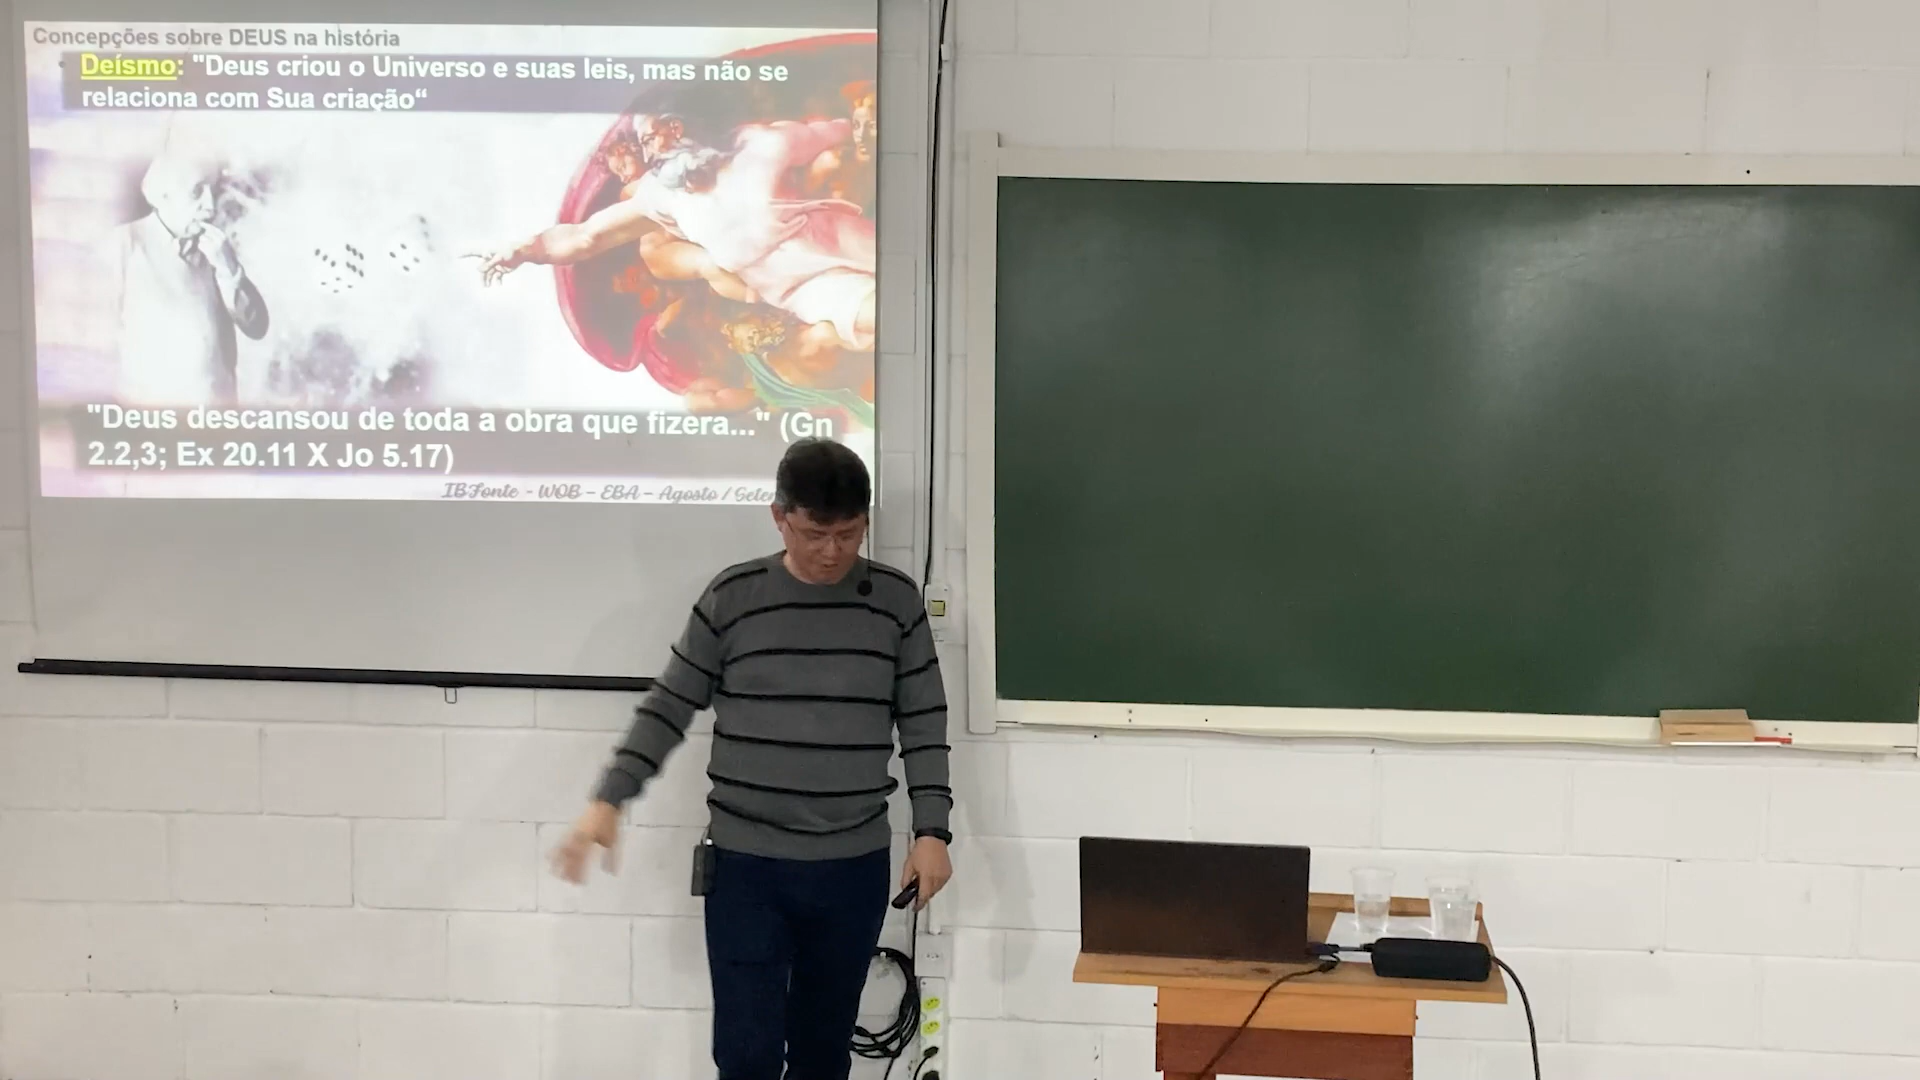 Concepções sobre DEUS na história
Deísmo: "Deus criou o Universo e suas leis, mas não se
relaciona com Sua criação“
"Deus descansou de toda a obra que fizera..." (Gn
2.2,3; Ex 20.11 X Jo 5.17)
IBFonte - WOB - EBA - Agosto /